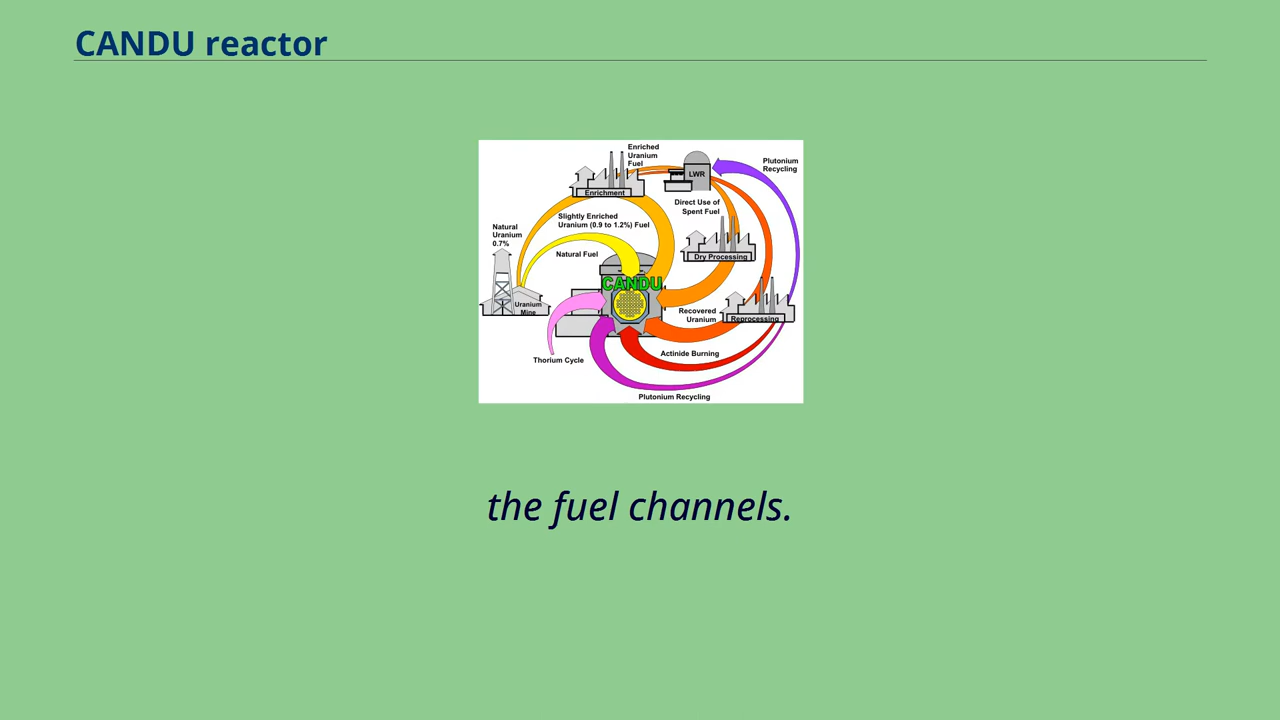 CANDU reactor
Enriched
Uranium
Fuel
LWR
Plutonium
Recycling
Enrichment
Direct Use of
Spent Fuel
Slightly Enriched
Uranium (0.9 to 1.2%) Fuel
Natural
Uranium
0.7%
Natural Fuel
Dry Processing
CANDU
Uranium
Mine
Recovered
Uranium
Reprocessing
Actinide Burning
Thorium Cycle
Plutonium Recycling
the fuel channels.